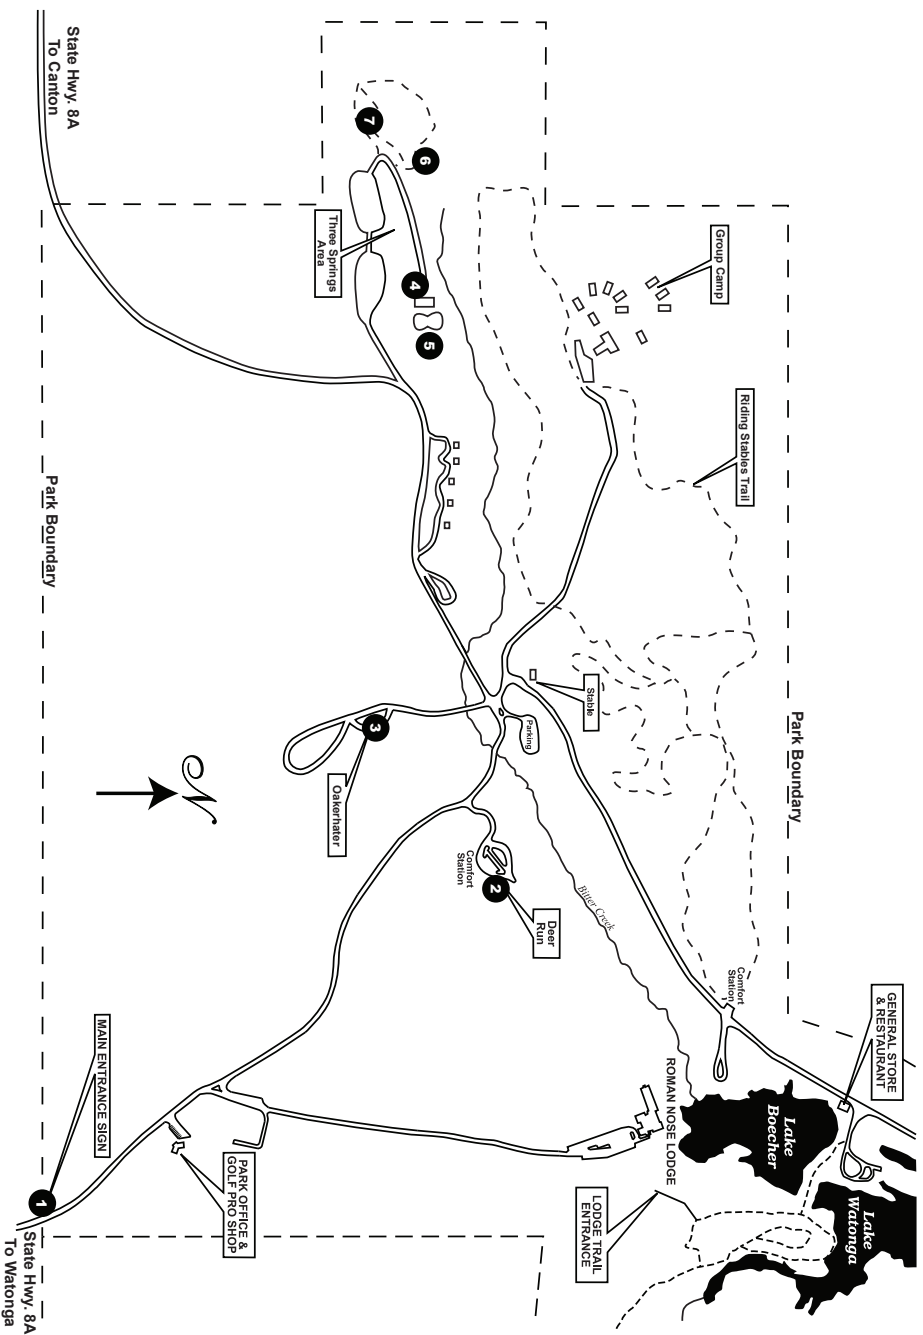 State Hwy. 8A
To Canton
7
6
Three Springs
Area
4
5
Group Camp
Riding Stables Trail
Park Boundary
Park Boundary
Stable
Parking
3
Oakerhater
Comfort
Station
2
Deer
Run
Bitter Creek
Comfort
Station
GENERAL STORE
& RESTAURANT
MAIN ENTRANCE SIGN
1
PARK OFFICE &
GOLF PRO SHOP
ROMAN NOSE LODGE
Lake
Boecher
Lake
Watonga
LODGE TRAIL
ENTRANCE
State Hwy. 8A
To Watonga
N